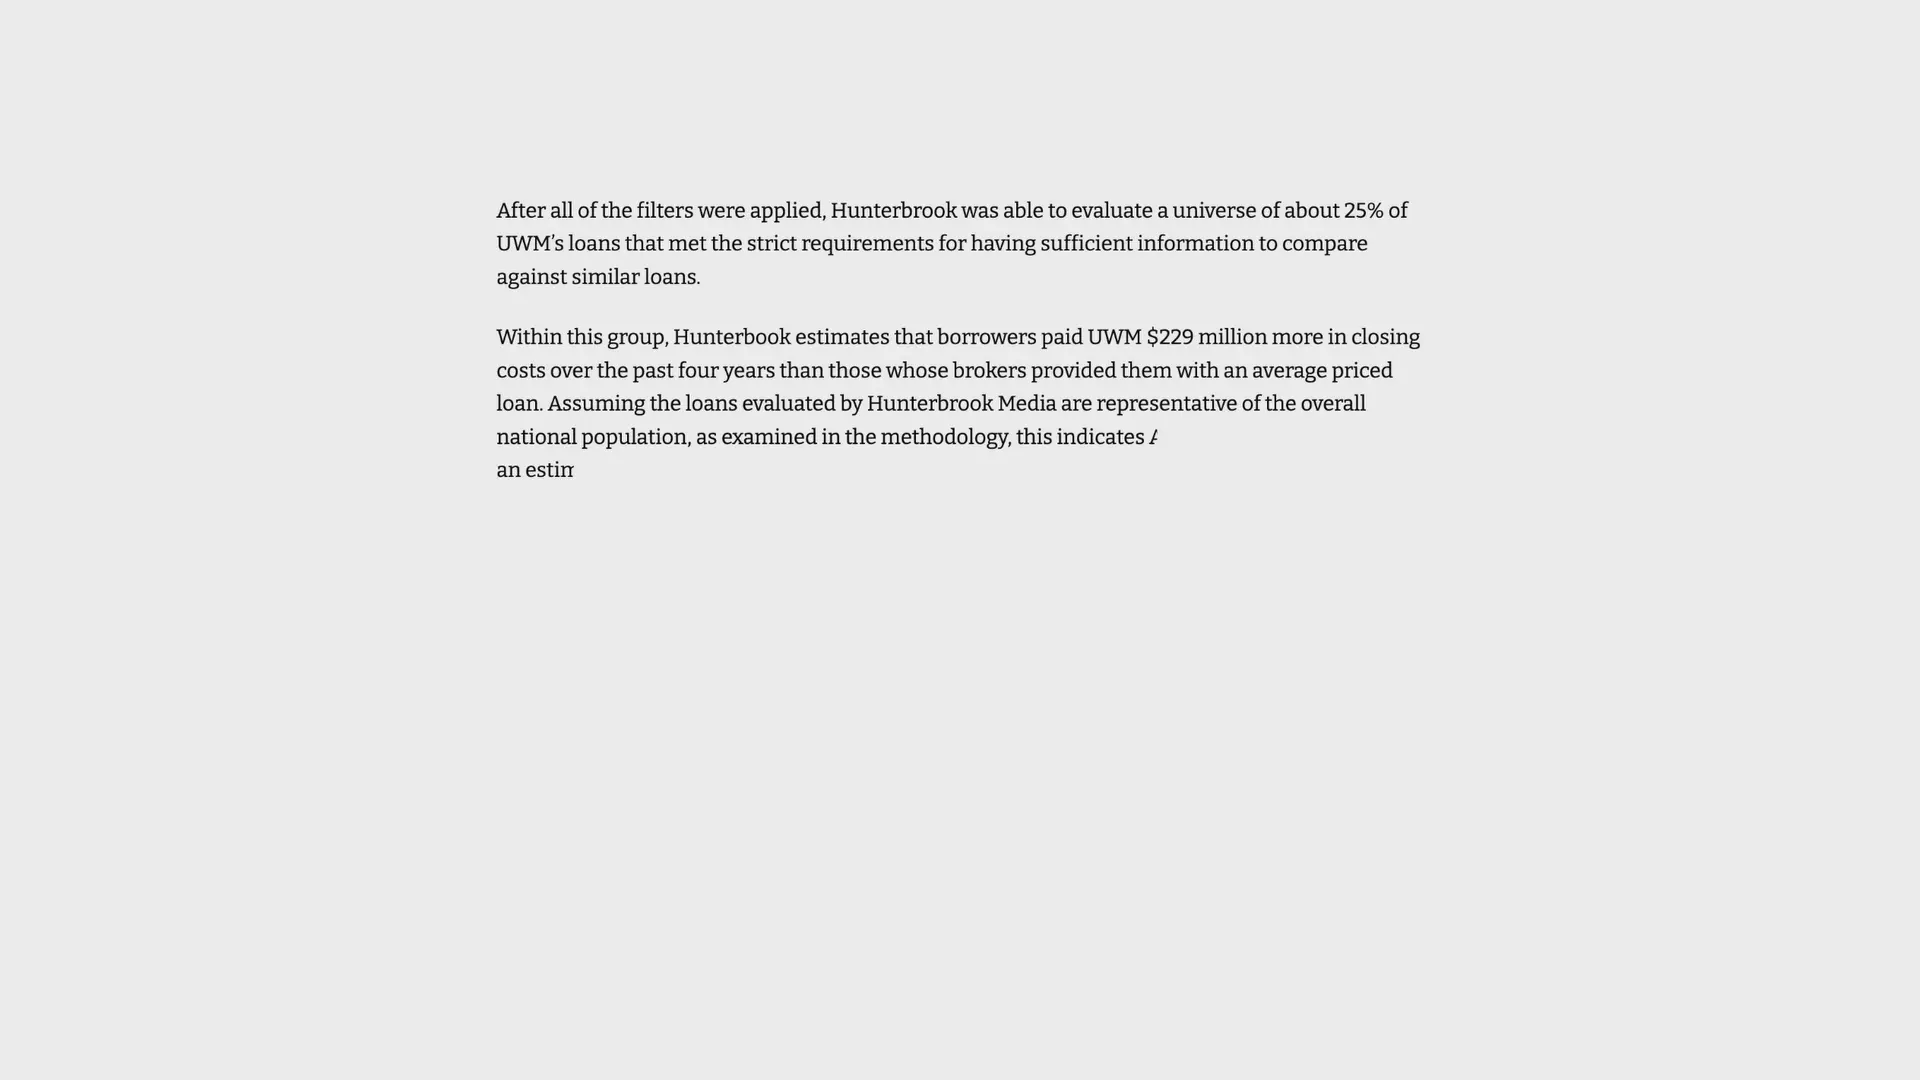 After all of the filters were applied, Hunterbrook was able to evaluate a universe of about 25% of
UWM’s loans that met the strict requirements for having sufficient information to compare
against similar loans.
Within this group, Hunterbook estimates that borrowers paid UWM $229 million more in closing
costs over the past four years than those whose brokers provided them with an average priced
loan. Assuming the loans evaluated by Hunterbrook Media are representative of the overall
national population, as examined in the methodology, this indicates
an